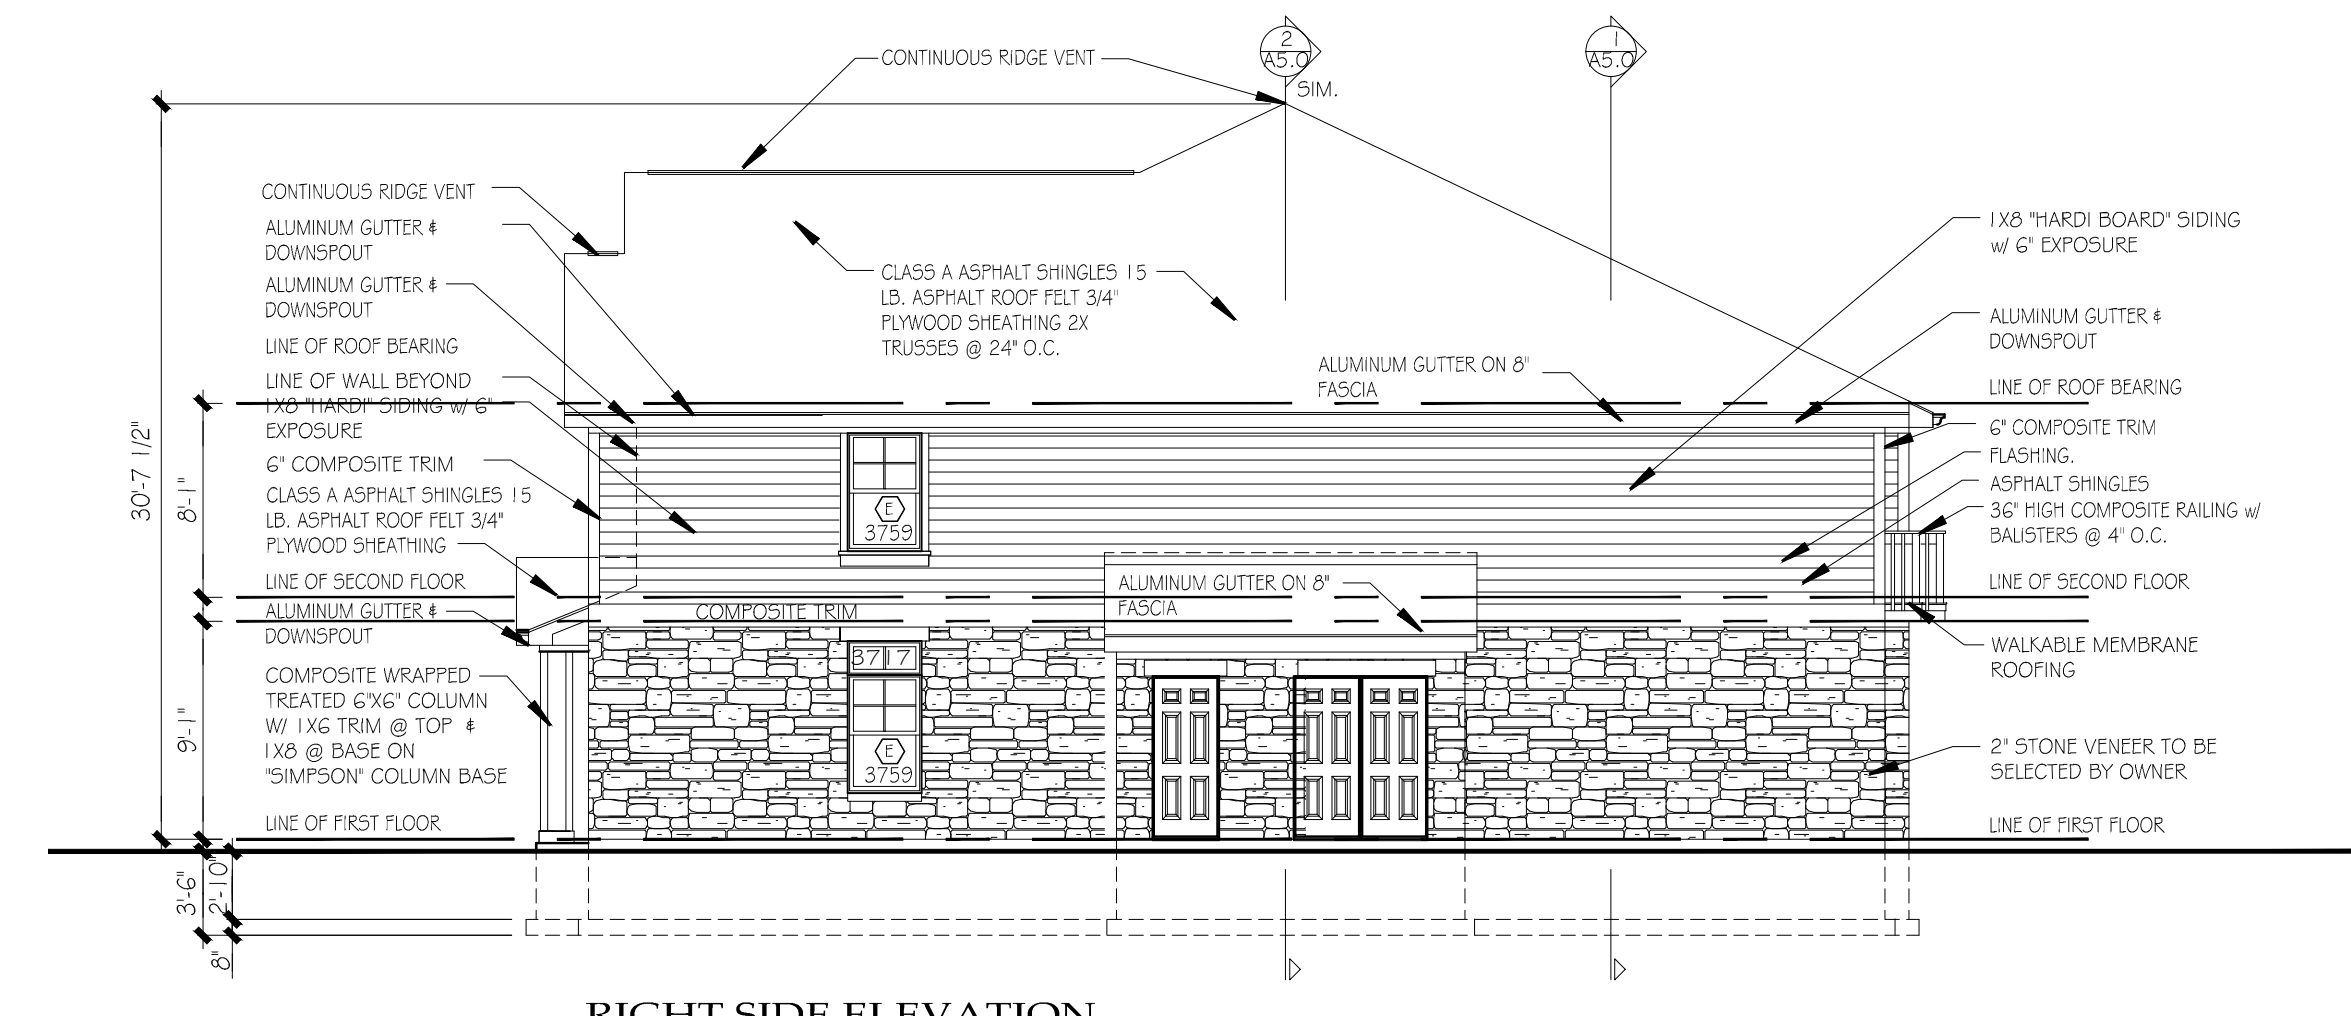 2
A5.0
SIM.
1
A5.0
CONTINUOUS RIDGE VENT
30'-7 1/2"
8'-1"
9'-1"
3'-6"
2'-10"
8"
CONTINUOUS RIDGE VENT
ALUMINUM GUTTER &
DOWNSPOUT
ALUMINUM GUTTER &
DOWNSPOUT
LINE OF ROOF BEARING
LINE OF WALL BEYOND
1X8 "HARDI" SIDING w/ 6"
EXPOSURE
6" COMPOSITE TRIM
CLASS A ASPHALT SHINGLES 15
LB. ASPHALT ROOF FELT 3/4"
PLYWOOD SHEATHING
LINE OF SECOND FLOOR
ALUMINUM GUTTER &
DOWNSPOUT
COMPOSITE WRAPPED
TREATED 6"X6" COLUMN
W/ 1X6 TRIM @ TOP &
1X8 @ BASE ON
"SIMPSON" COLUMN BASE
LINE OF FIRST FLOOR
CLASS A ASPHALT SHINGLES 15
LB. ASPHALT ROOF FELT 3/4"
PLYWOOD SHEATHING 2X
TRUSSES @ 24" O.C.
ALUMINUM GUTTER ON 8"
FASCIA
E
3759
COMPOSITE TRIM
ALUMINUM GUTTER ON 8"
FASCIA
3717
E
3759
1X8 "HARDI BOARD" SIDING
w/ 6" EXPOSURE
ALUMINUM GUTTER &
DOWNSPOUT
LINE OF ROOF BEARING
6" COMPOSITE TRIM
FLASHING.
ASPHALT SHINGLES
36" HIGH COMPOSITE RAILING w/
BALISTERS @ 4" O.C.
LINE OF SECOND FLOOR
WALKABLE MEMBRANE
ROOFING
2" STONE VENEER TO BE
SELECTED BY OWNER
LINE OF FIRST FLOOR
RIGHT SIDE ELEVATION